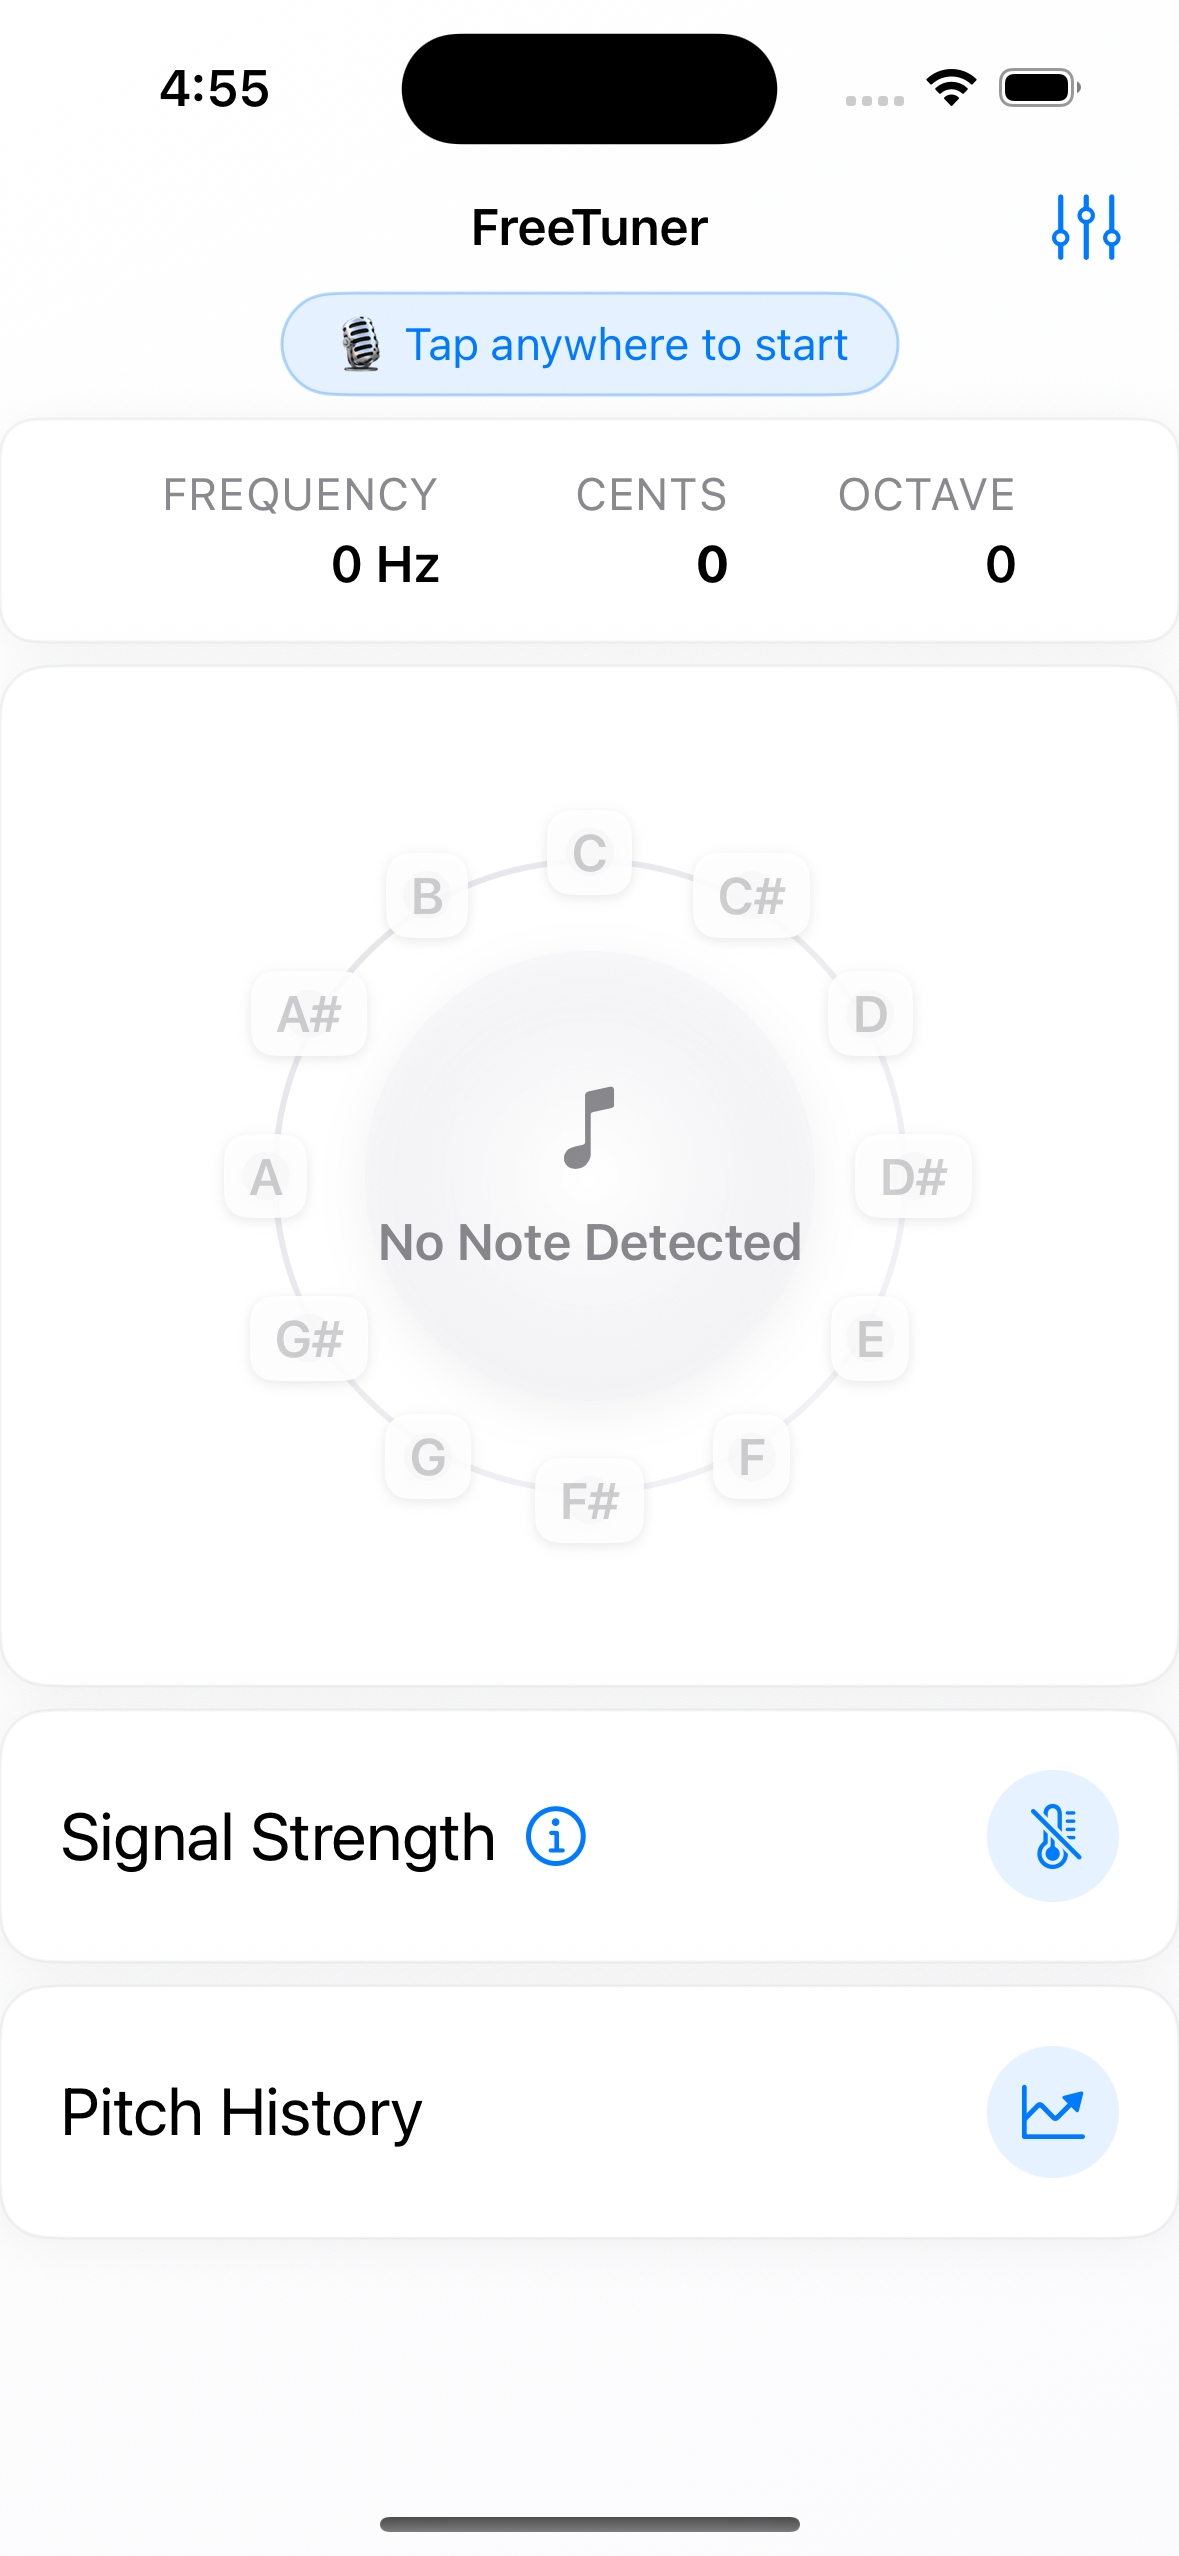 4:55
FreeTuner
Tap anywhere to start
FREQUENCY CENTS OCTAVE
0 Hz 0 0
C
B C#
A# D
A D#
No Note Detected
G# E
G F
F#
Signal Strength
Pitch History